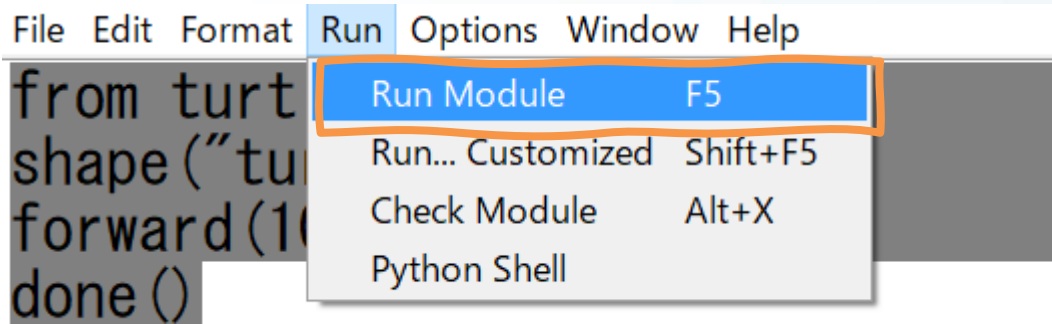 File Edit Format Run Options Window Help
from turt
Run Module F5
shape("tu
Run... Customized Shift+F5
forward(1
Check Module Alt+X
Python Shell
done()